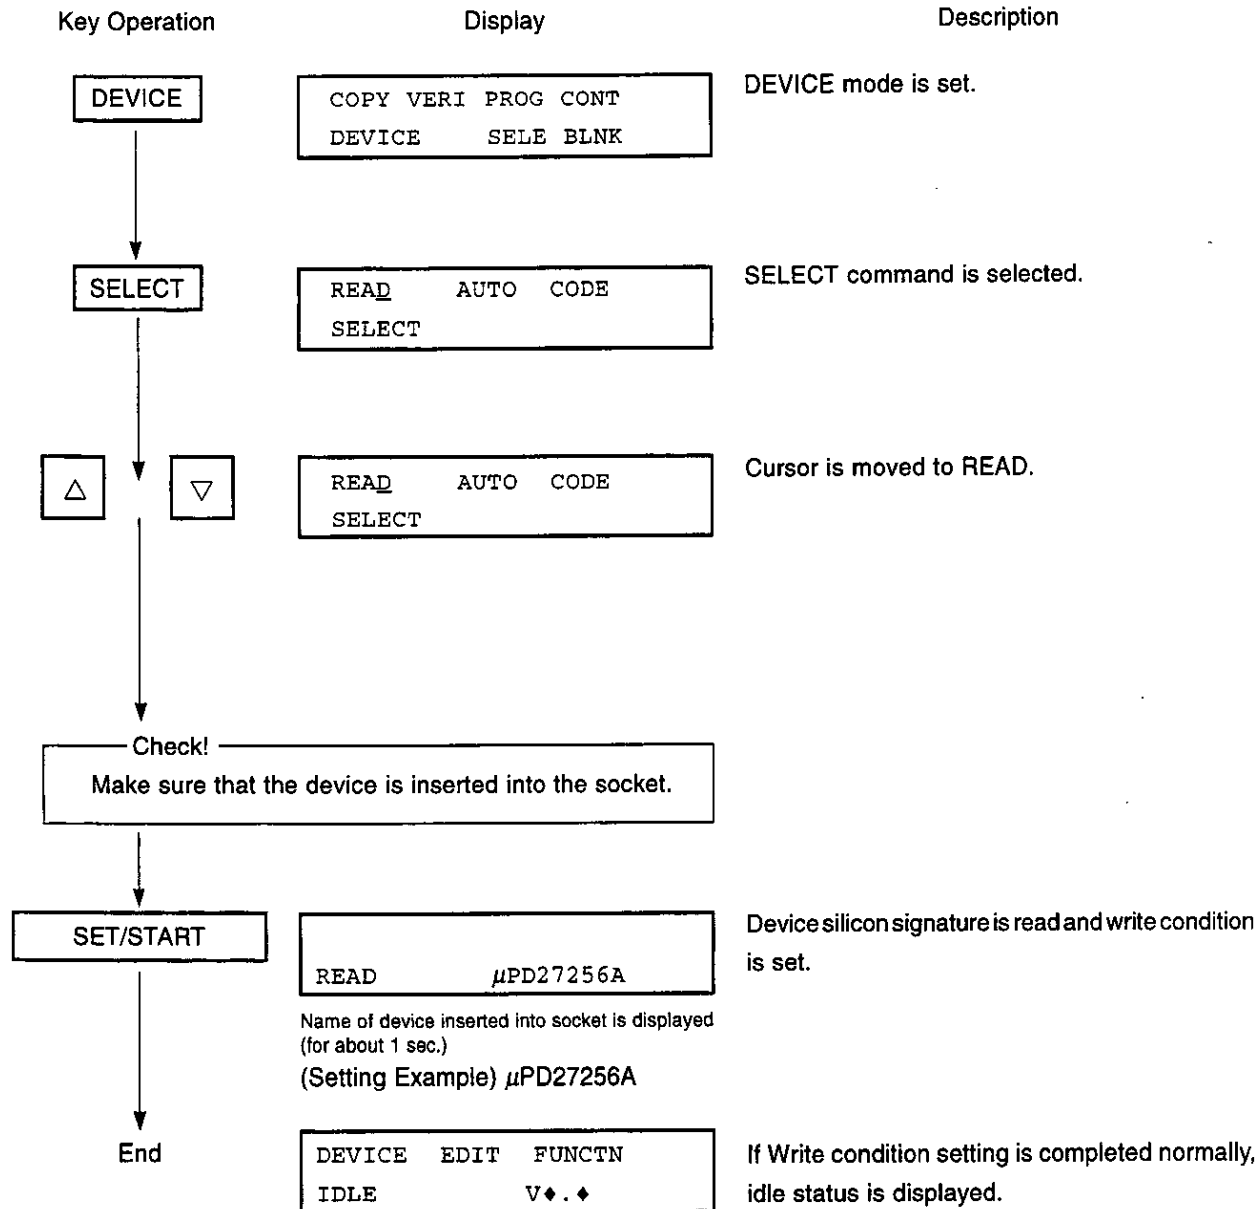 Key Operation Display Description
DEVICE
COPY VERI PROG CONT
DEVICE SELE BLNK
DEVICE mode is set.
SELECT
READ AUTO CODE
SELECT
SELECT command is selected.
△ ▽
READ AUTO CODE
SELECT
Cursor is moved to READ.
Check!
Make sure that the device is inserted into the socket.
SET/START
READ μPD27256A
Device silicon signature is read and write condition
is set.
Name of device inserted into socket is displayed
(for about 1 sec.)
(Setting Example) μPD27256A
End
DEVICE EDIT FUNCTN
IDLE V♦.♦
If Write condition setting is completed normally,
idle status is displayed.